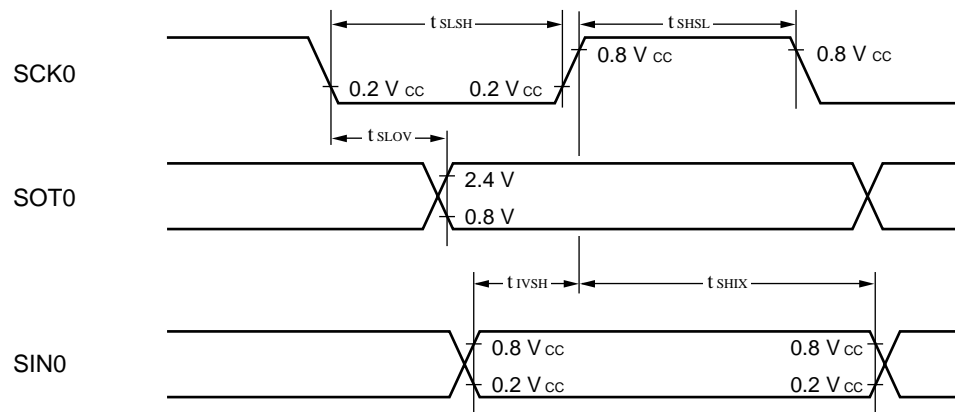 t SLSH t SHSL
SCK0 0.2 V CC 0.2 V CC 0.8 V CC 0.8 V CC
t SLOV
SOT0 2.4 V
0.8 V
t IVSH t SHIX
SIN0 0.8 V CC 0.8 V CC
0.2 V CC 0.2 V CC